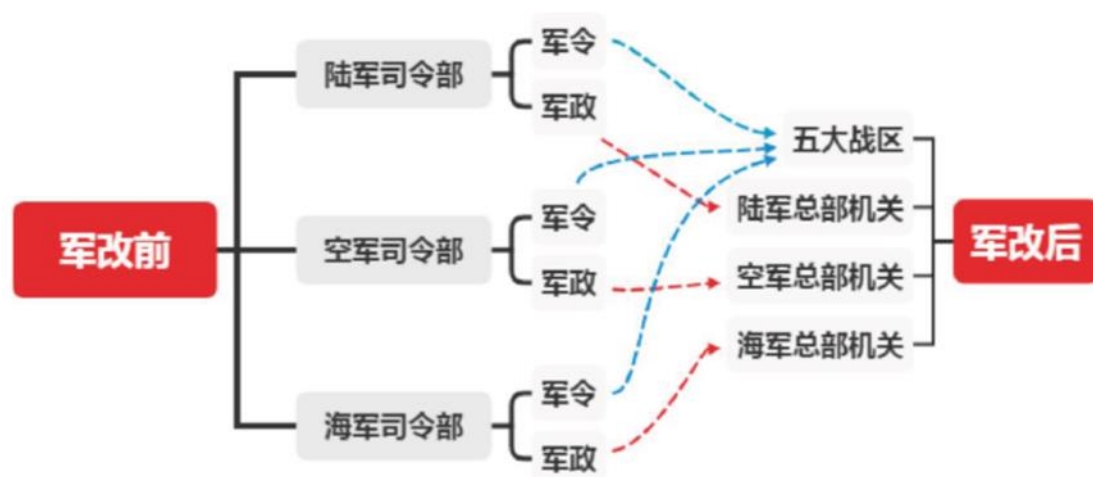 军改前
陆军司令部
军令
军政
空军司令部
军令
军政
海军司令部
军令
军政
五大战区
陆军总部机关
空军总部机关
海军总部机关
军改后